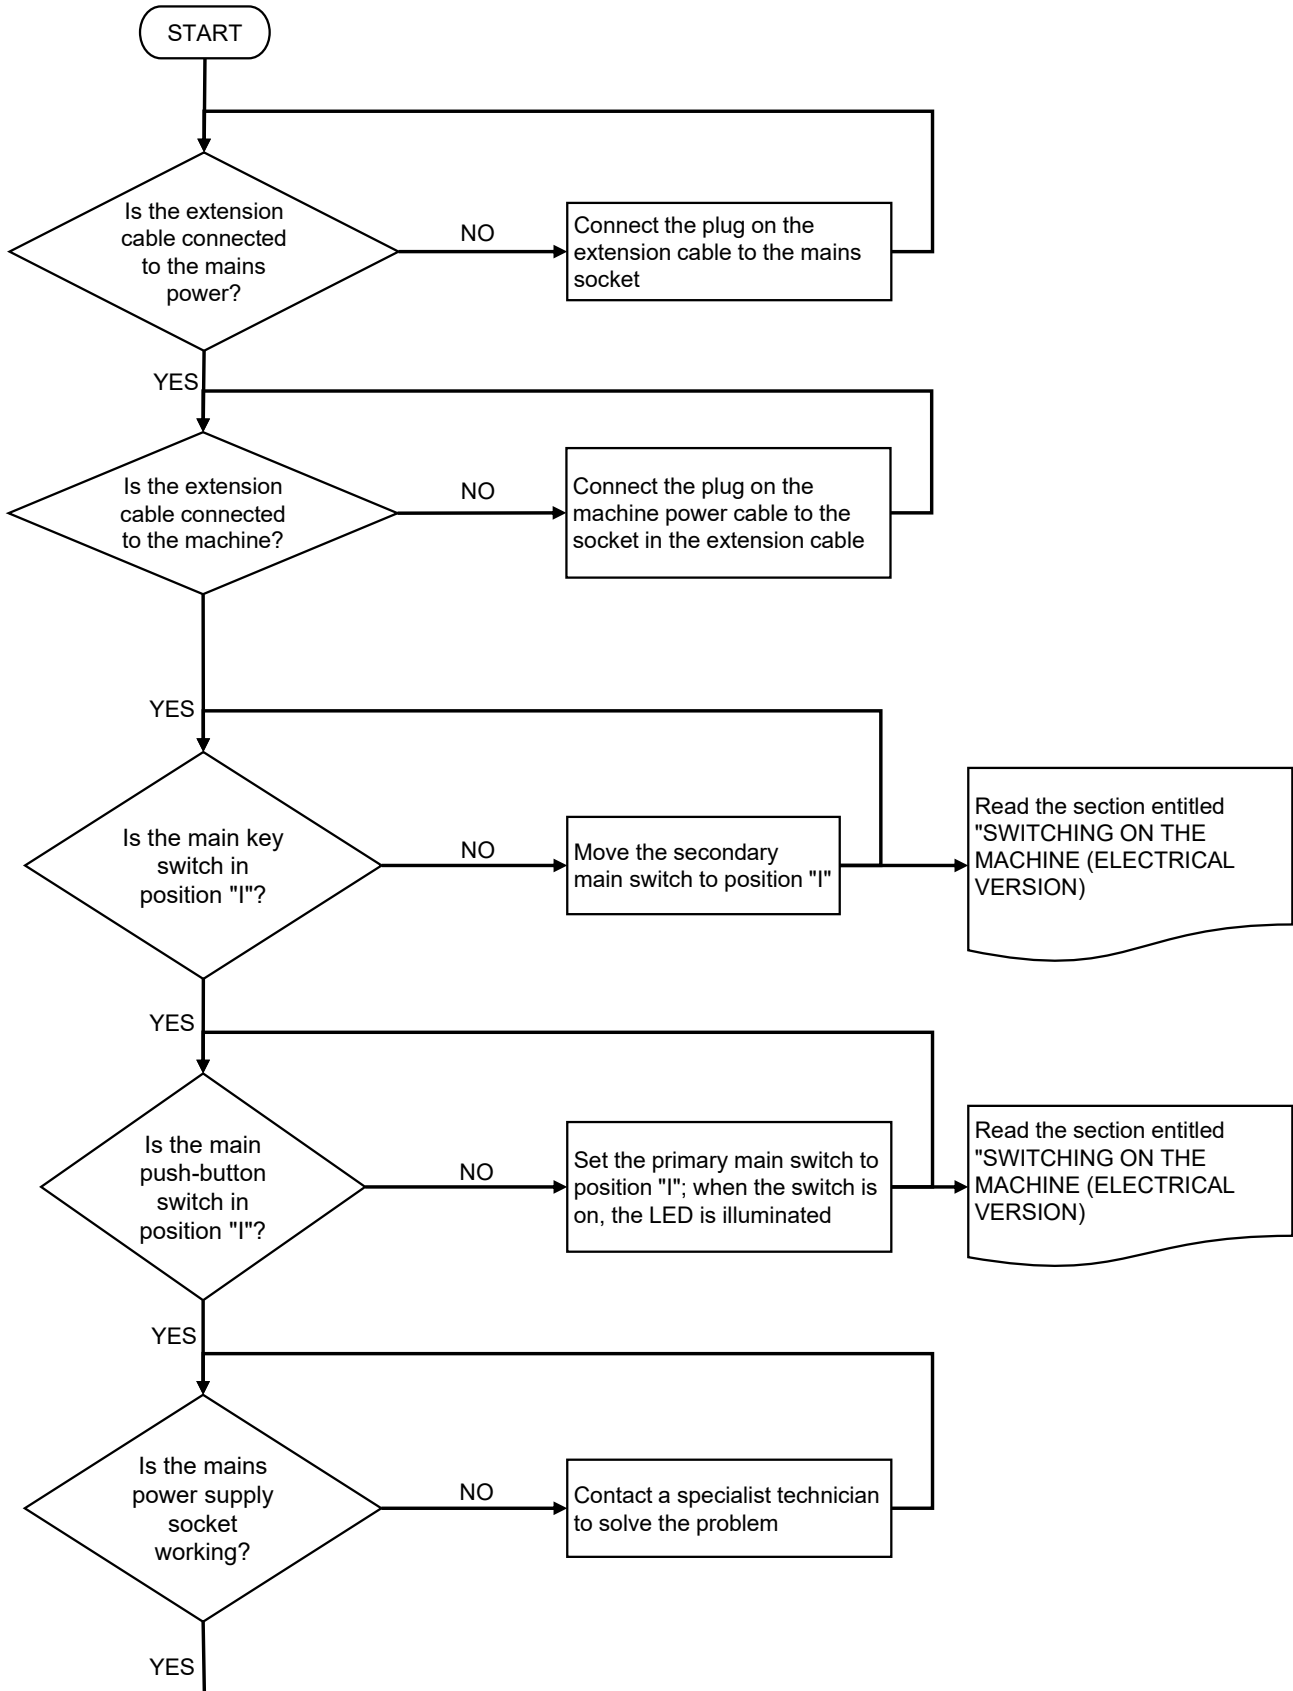 START
Is the extension
cable connected
to the mains
power?
NO
Connect the plug on the
extension cable to the mains
socket
YES
Is the extension
cable connected
to the machine?
NO
Connect the plug on the
machine power cable to the
socket in the extension cable
YES
Is the main key
switch in
position "I"?
NO
Move the secondary
main switch to position "I"
Read the section entitled
"SWITCHING ON THE
MACHINE (ELECTRICAL
VERSION)
YES
Is the main
push-button
switch in
position "I"?
NO
Set the primary main switch to
position "I"; when the switch is
on, the LED is illuminated
Read the section entitled
"SWITCHING ON THE
MACHINE (ELECTRICAL
VERSION)
YES
Is the mains
power supply
socket
working?
NO
Contact a specialist technician
to solve the problem
YES